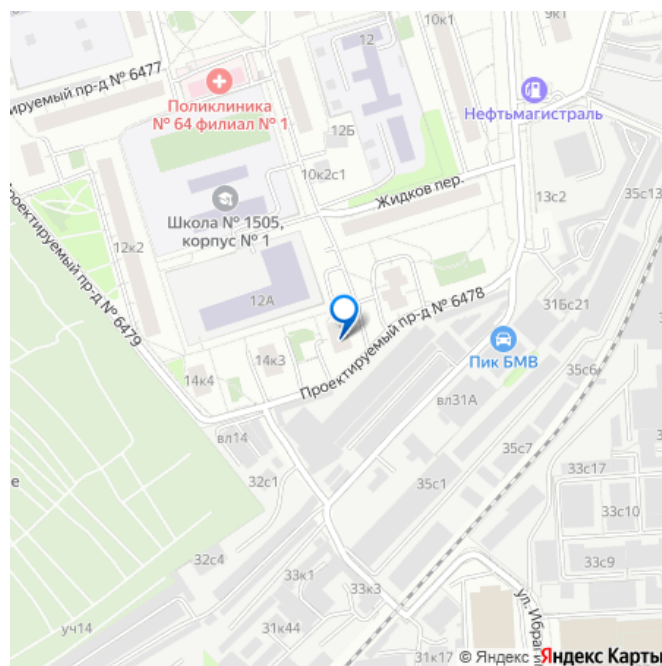 9к1
10к1
12
ируемый пр-д № 6477
Поликлиника
№ 64 филиал № 1
Нефтьмагистраль
12Б
10к2с1
Жидков пер.
35с13
13с2
Школа № 1505,
корпус № 1
Проектируемый пр-д № 6479
12к2
12А
Проектируемый пр-д № 6478
31Бс21
Пик БМВ
14к3
35с6
14к4
вл31А
вл14
35с7
33с17
е
32с1
35с1
33с10
32с4
33с9
33к1
33к3
уч14
31к44
ул. Ибраги
31к17
© Яндекс Яндекс Карты